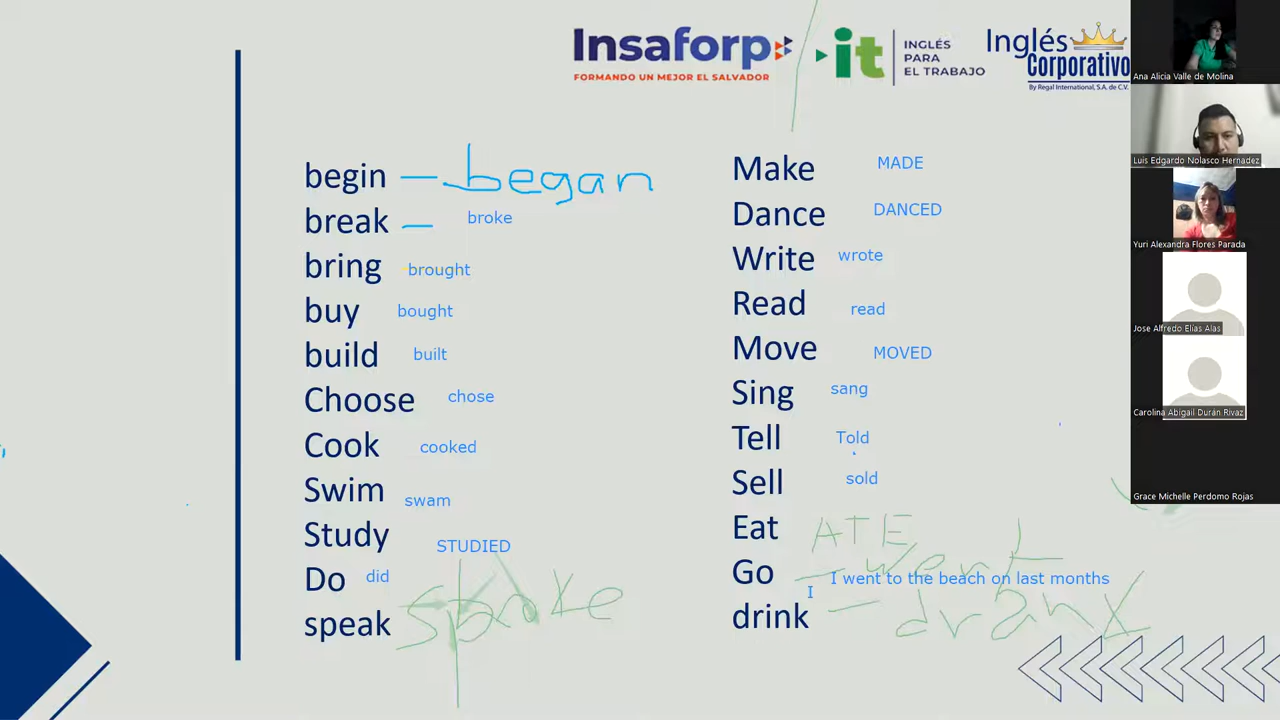 Insaforp
FORMANDO UN MEJOR EL SALVADOR
it
INGLÉS
PARA
EL TRABAJO
Inglés
Corporativo
By Regal International, S.A. de C.V.
begin — began
break — broke
bring brought
buy bought
build built
Choose chose
Cook cooked
Swim swam
Study STUDIED
Do did
speak spoke
Make MADE
Dance DANCED
Write wrote
Read read
Move MOVED
Sing sang
Tell Told
Sell sold
Eat ATE
Go — went
I went to the beach on last months
I
drink — drank
Ana Alicia Valle de Molina
Luis Edgardo Nolasco Hernadez
Yuri Alexandra Flores Parada
Jose Alfredo Elias Alas
Carolina Abigail Durán Rivaz
Grace Michelle Perdomo Rojas